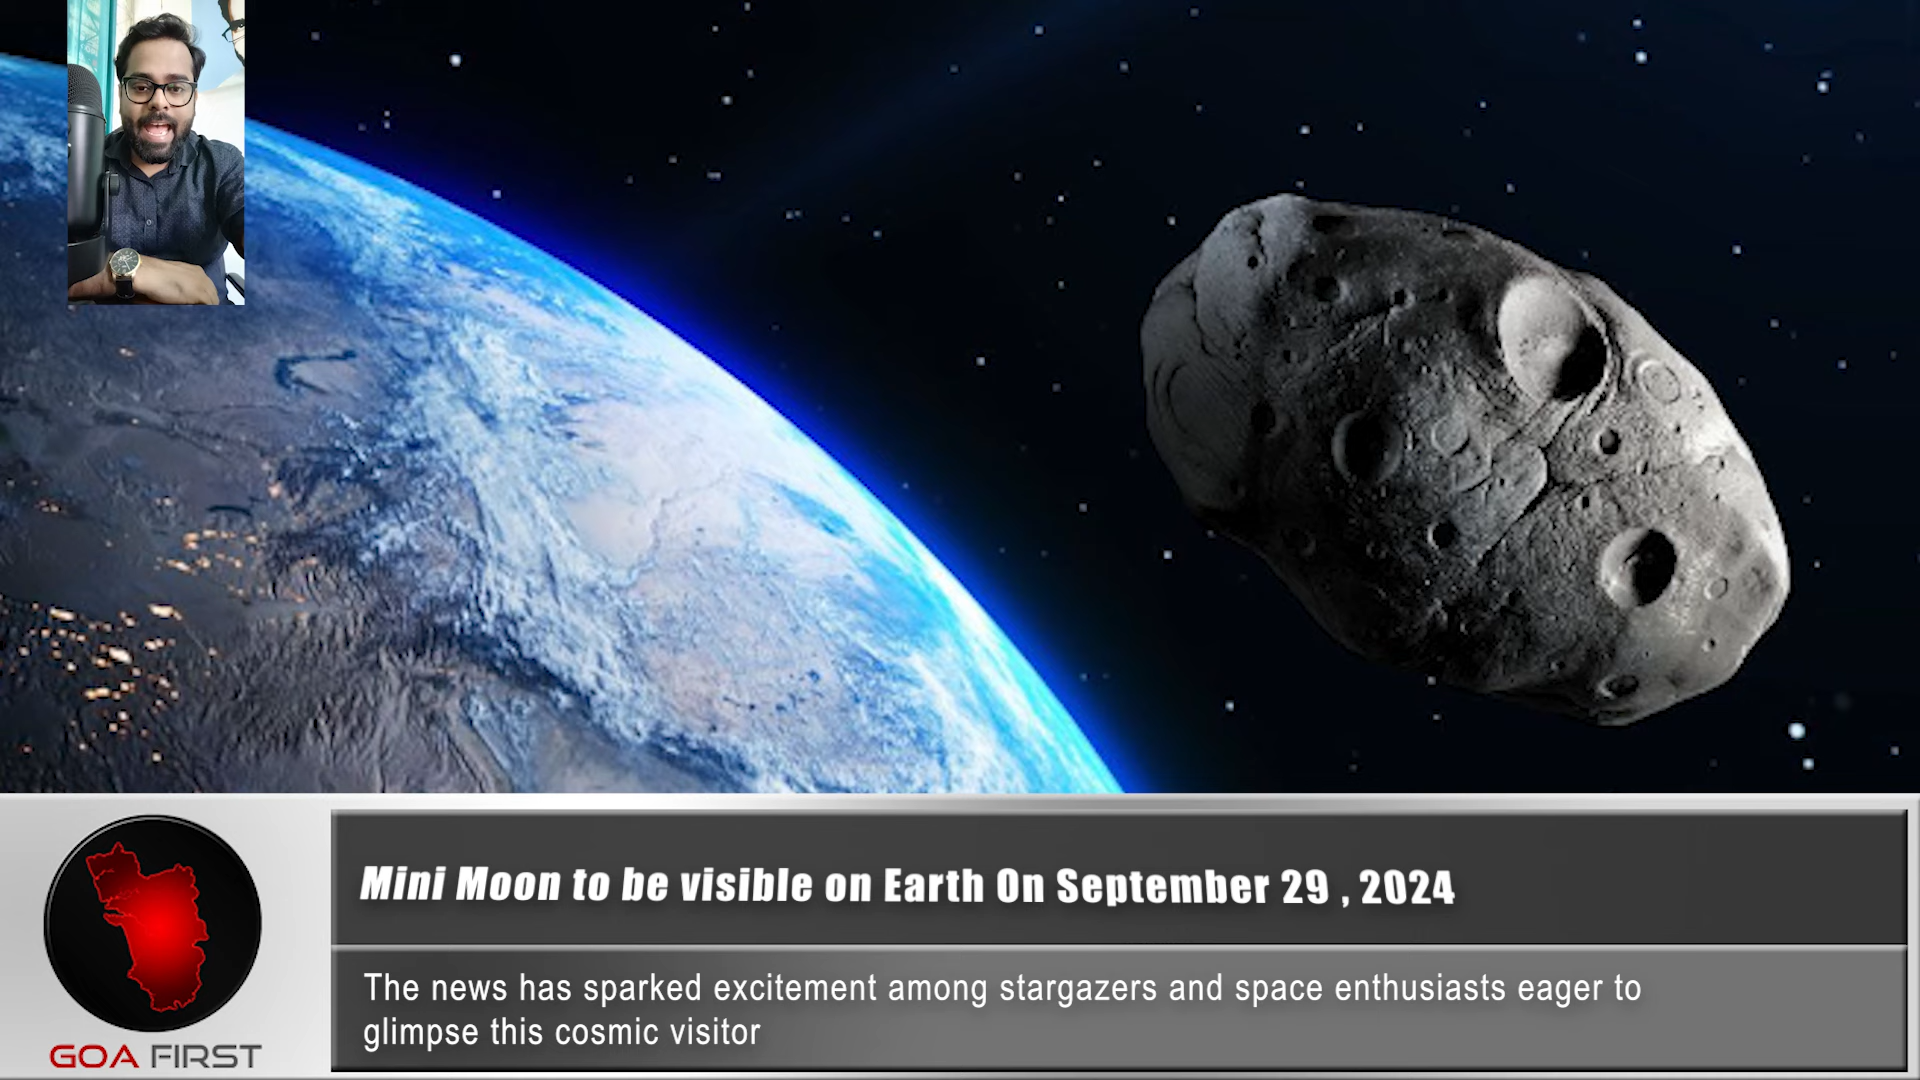 Mini Moon to be visible on Earth On September 29 , 2024
The news has sparked excitement among stargazers and space enthusiasts eager to
glimpse this cosmic visitor
GOA FIRST